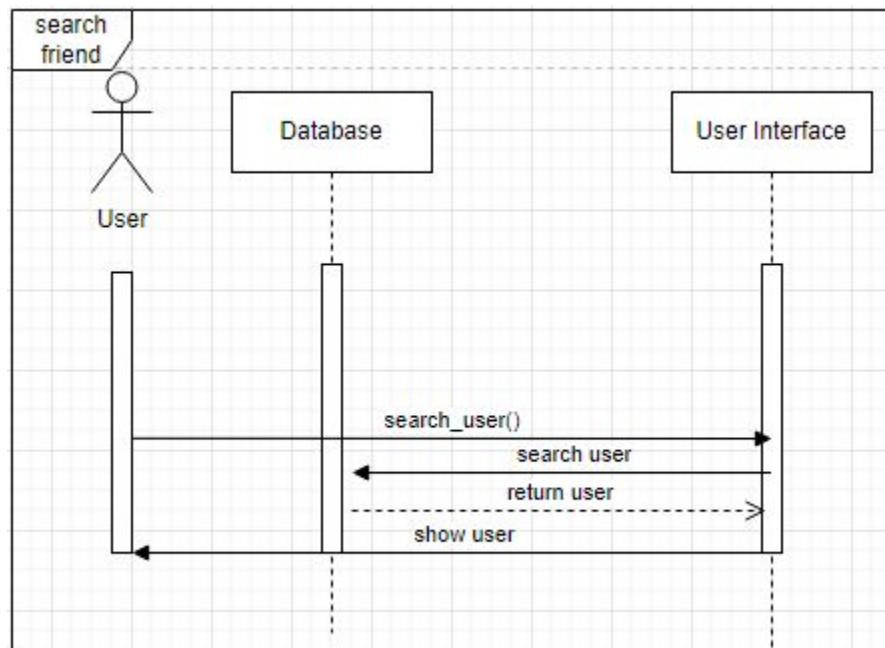 search
friend
Database
User Interface
User
search_user()
search user
return user
show user